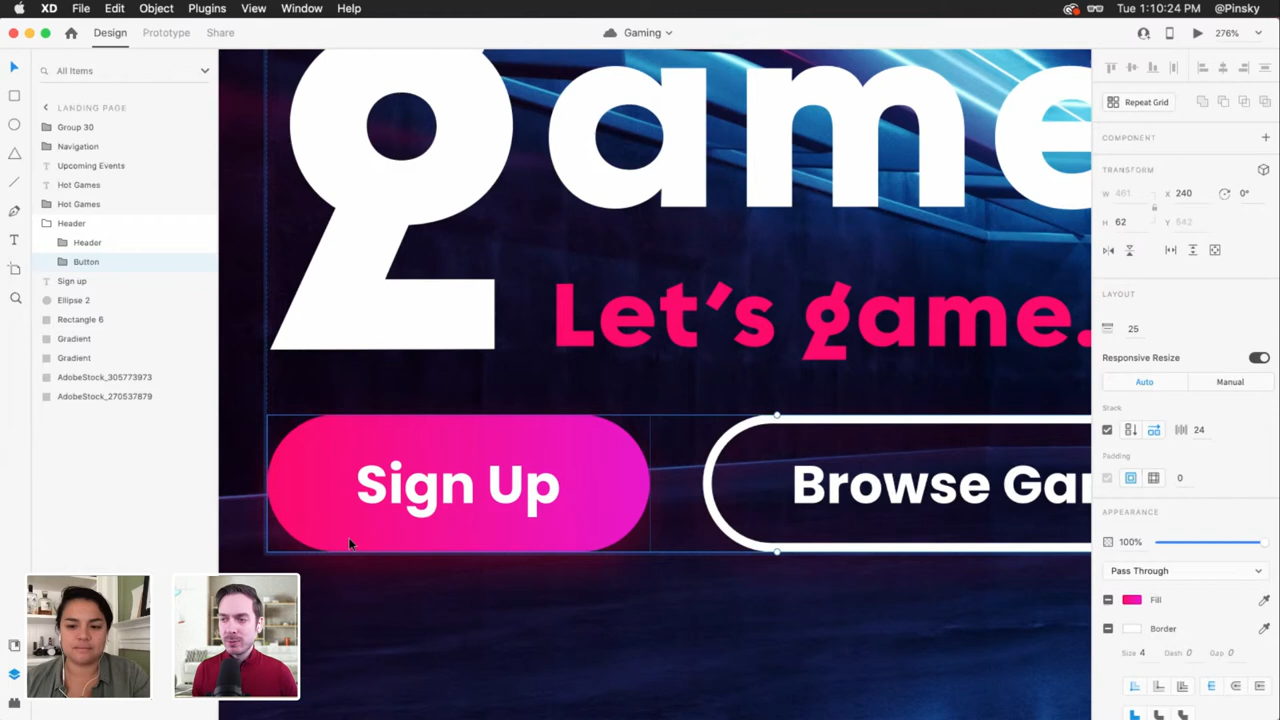 XD File Edit Object Plugins View Window Help Tue 1:10:24 PM @Pinsky
Design Prototype Share Gaming 276%
All Items
LANDING PAGE
Group 30
Navigation
Upcoming Events
Hot Games
Hot Games
Header
Header
Button
Sign up
Ellipse 2
Rectangle 6
Gradient
Gradient
AdobeStock_305773973
AdobeStock_270537879
game
Let's game.
Sign Up
Browse Gar
Repeat Grid
COMPONENT
TRANSFORM
W 461 X 240 0°
H 62 Y 542
LAYOUT
25
Responsive Resize
Auto Manual
Stack
24
Padding
0
APPEARANCE
100%
Pass Through
Fill
Border
Size 4 Dash 0 Gap 0